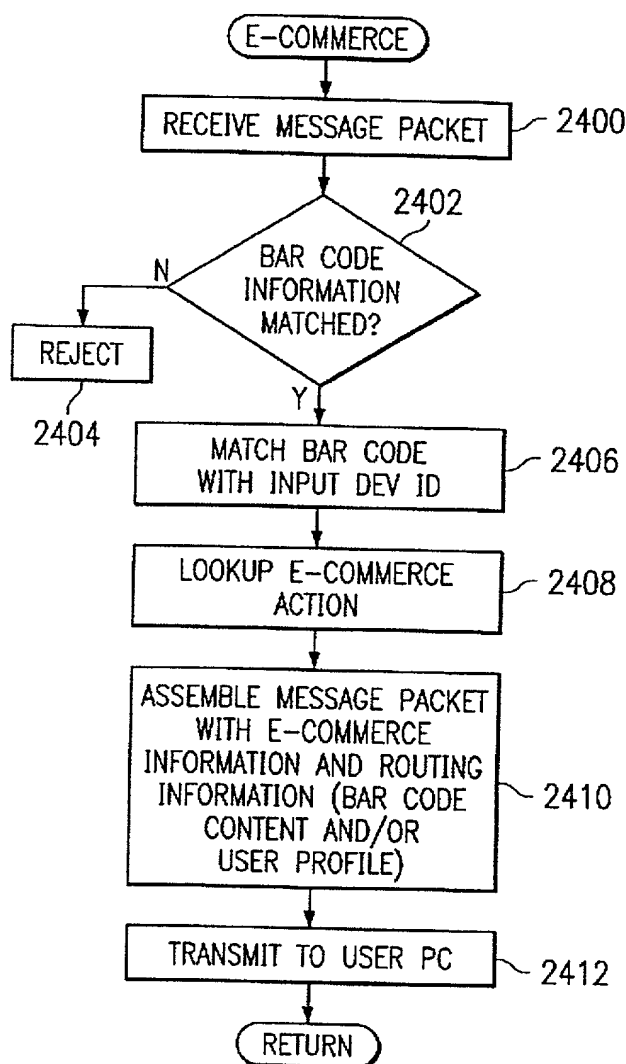 E-COMMERCE
RECEIVE MESSAGE PACKET
2400
2402
BAR CODE
INFORMATION
MATCHED?
N
REJECT
2404
Y
MATCH BAR CODE
WITH INPUT DEV ID
2406
LOOKUP E-COMMERCE
ACTION
2408
ASSEMBLE MESSAGE PACKET
WITH E-COMMERCE
INFORMATION AND ROUTING
INFORMATION (BAR CODE
CONTENT AND/OR
USER PROFILE)
2410
TRANSMIT TO USER PC
2412
RETURN